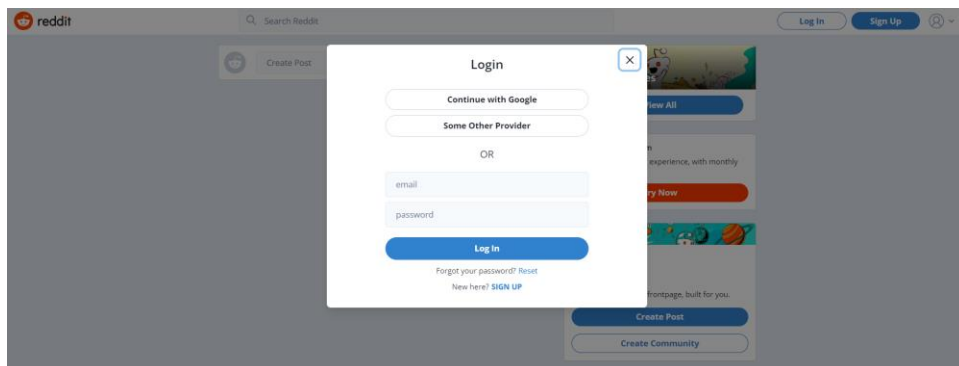 reddit
Search Reddit
Log In
Sign Up
Create Post
Login
Continue with Google
Some Other Provider
OR
email
password
Log In
Forgot your password? Reset
New here? SIGN UP
View All
experience, with monthly
Now
frontpage, built for you.
Create Post
Create Community